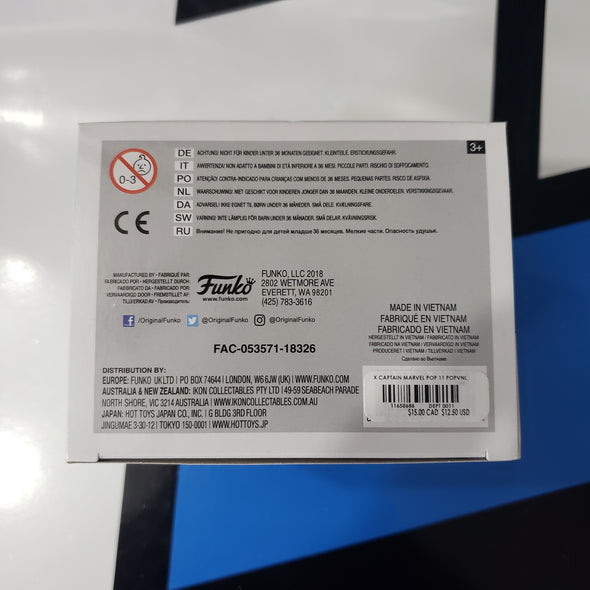 0-3
DE ACHTUNG! NICHT FÜR KINDER UNTER 36 MONATEN GEEIGNET. KLEINTEILE. ERSTICKUNGSGEFAHR.
3+
IT AVVERTENZA! NON ADATTO A BAMBINI DI ETÀ INFERIORE A 36 MESI. PICCOLE PARTI. RISCHIO DI SOFFOCAMENTO.
PO ATENÇÃO! CONTRA-INDICADO PARA CRIANÇAS COM MENOS DE 36 MESES. PEQUENAS PARTES. RISCO DE ASFIXIA.
NL WAARSCHUWING! NIET GESCHIKT VOOR KINDEREN JONGER DAN 36 MAANDEN. KLEINE ONDERDELEN. VERSTIKKINGSGEVAAR.
DA ADVARSEL! IKKE EGNET TIL BØRN UNDER 36 MÅNEDER. SMÅ DELE. KVÆLNINGSFARE.
SW VARNING! INTE LÄMPLIG FÖR BARN UNDER 36 MÅNADER. SMÅ DELAR. KVÄVNINGSRISK.
RU Внимание! Не пригодно для детей младше 36 месяцев. Мелкие части. Опасность удушья.
CE
MANUFACTURED BY • FABRIQUÉ PAR:
FABRICADO POR • HERGESTELLT DURCH:
FABBRICATO DA • FABRICADO POR:
VERVAARDIGD DOOR • FREMSTILLET AF:
TILLVERKAD AV • Производитель:
Funko
www.funko.com
FUNKO, LLC 2018
2802 WETMORE AVE
EVERETT, WA 98201
(425) 783-3616
f /OriginalFunko @OriginalFunko @OriginalFunko
MADE IN VIETNAM
FABRIQUÉ EN VIETNAM
FABRICADO EN VIETNAM
HERGESTELLT IN VIETNAM / FABBRICATO IN VIETNAM
FABRICADO NA VIETNAM / VERVAARDIGD IN VIETNAM
PRODUCERET I VIETNAM / TILLVERKAD I VIETNAM
Сделано во Вьетнаме
FAC-053571-18326
DISTRIBUTION BY:
EUROPE: FUNKO UK LTD | PO BOX 74644 | LONDON, W6 6JW (UK) | WWW.FUNKO.COM
AUSTRALIA & NEW ZEALAND: IKON COLLECTABLES PTY LTD | 49-59 SEABEACH PARADE
NORTH SHORE, VIC 3214 AUSTRALIA | WWW.IKONCOLLECTABLES.COM.AU
JAPAN: HOT TOYS JAPAN CO., INC. | G BLDG 3RD FLOOR
JINGUMAE 3-30-12 | TOKYO 150-0001 | WWW.HOTTOYS.JP
X CAPTAIN MARVEL POP 11 POPVNL
11658686 DEPT 0011
$15.00 CAD $12.50 USD